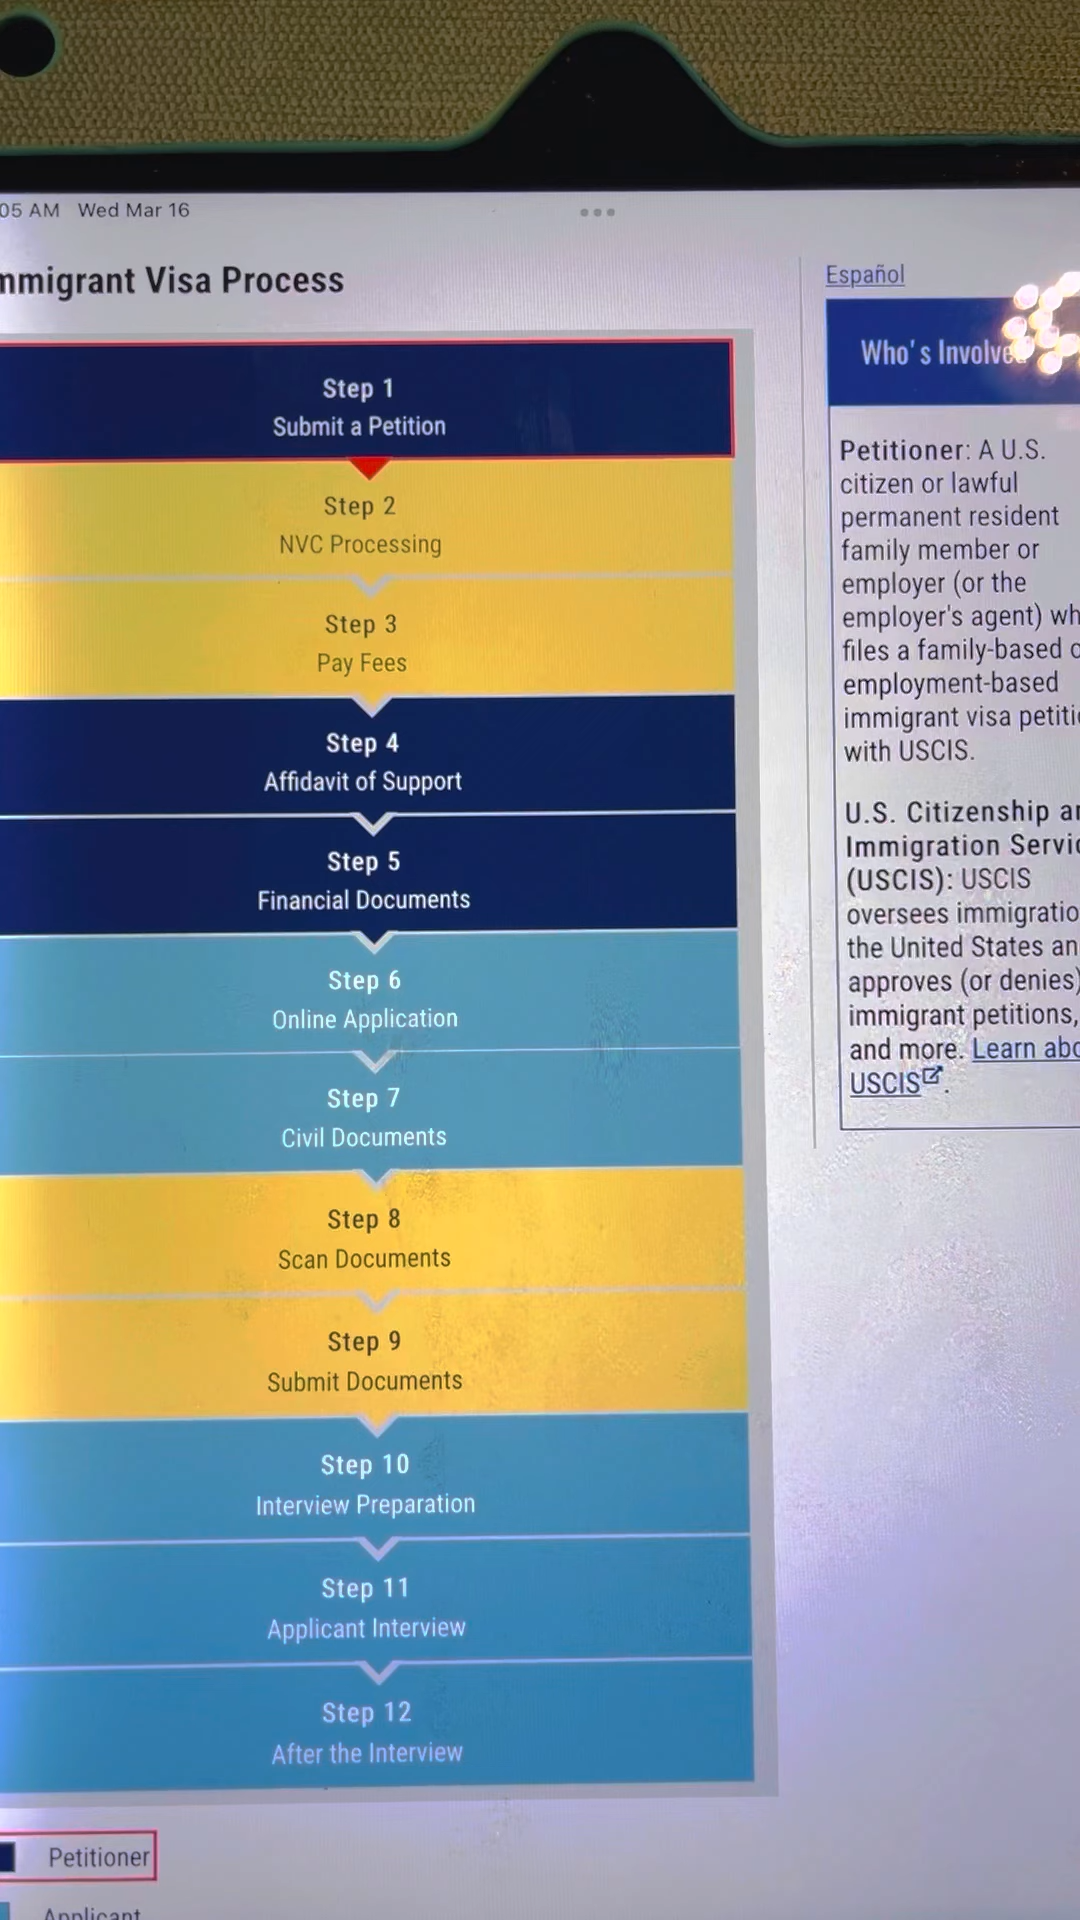 05 AM Wed Mar 16
mmigrant Visa Process
Step 1
Submit a Petition
Step 2
NVC Processing
Step 3
Pay Fees
Step 4
Affidavit of Support
Step 5
Financial Documents
Step 6
Online Application
Step 7
Civil Documents
Step 8
Scan Documents
Step 9
Submit Documents
Step 10
Interview Preparation
Step 11
Applicant Interview
Step 12
After the Interview
Petitioner
Applicant
Español
Who's Involve
Petitioner: A U.S.
citizen or lawful
permanent resident
family member or
employer (or the
employer's agent) wh
files a family-based o
employment-based
immigrant visa petiti
with USCIS.
U.S. Citizenship an
Immigration Servic
(USCIS): USCIS
oversees immigratio
the United States an
approves (or denies)
immigrant petitions,
and more. Learn abo
USCIS.